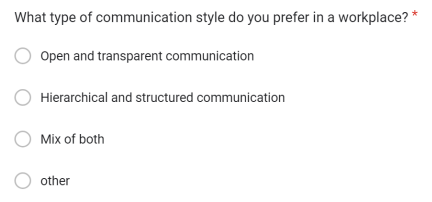 What type of communication style do you prefer in a workplace? *
Open and transparent communication
Hierarchical and structured communication
Mix of both
other